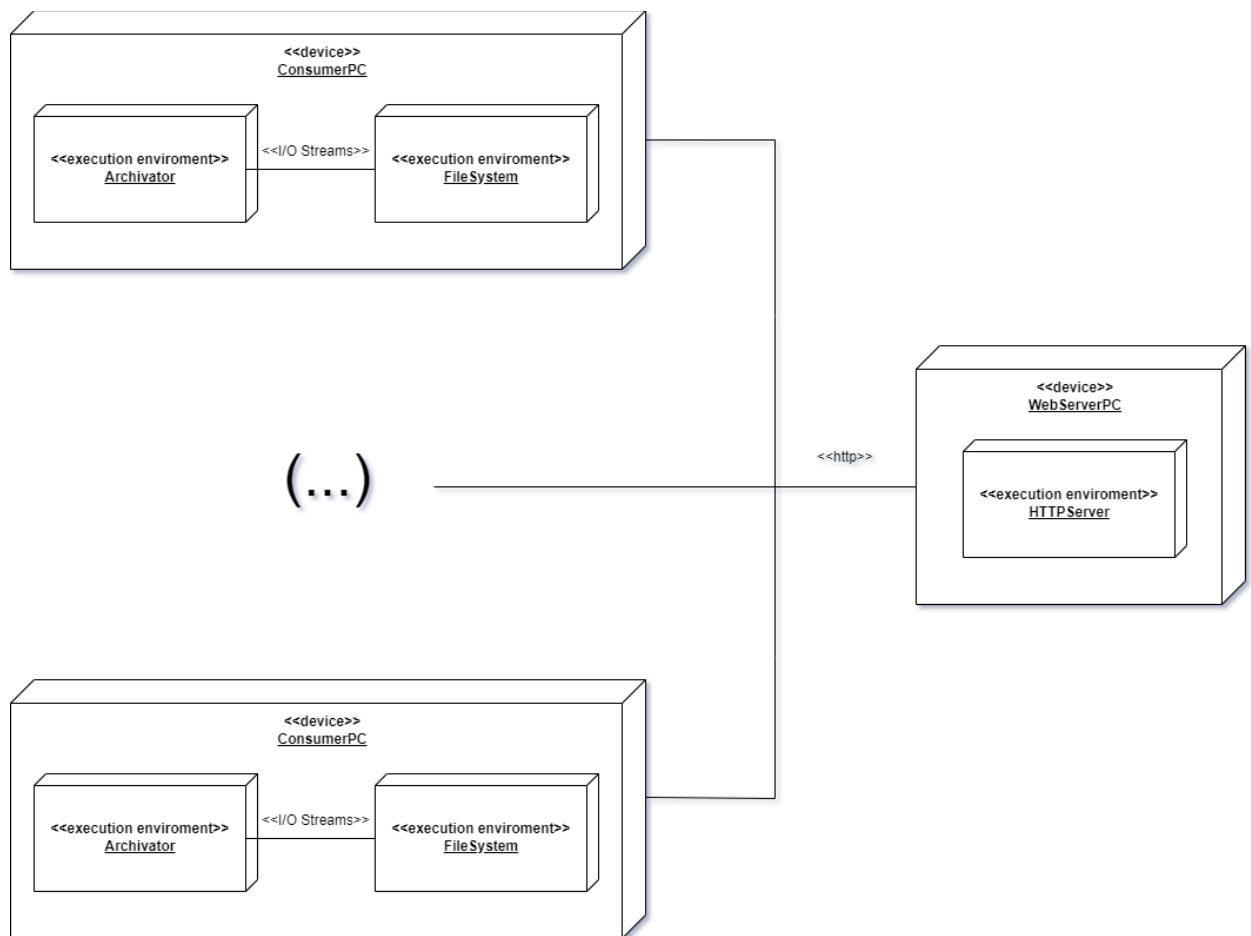 <<device>>
ConsumerPC
<<execution enviroment>>
Archivator
<<I/O Streams>>
<<execution enviroment>>
FileSystem
<<device>>
WebServerPC
<<execution enviroment>>
HTTPServer
<<http>>
(...)
<<device>>
ConsumerPC
<<execution enviroment>>
Archivator
<<I/O Streams>>
<<execution enviroment>>
FileSystem